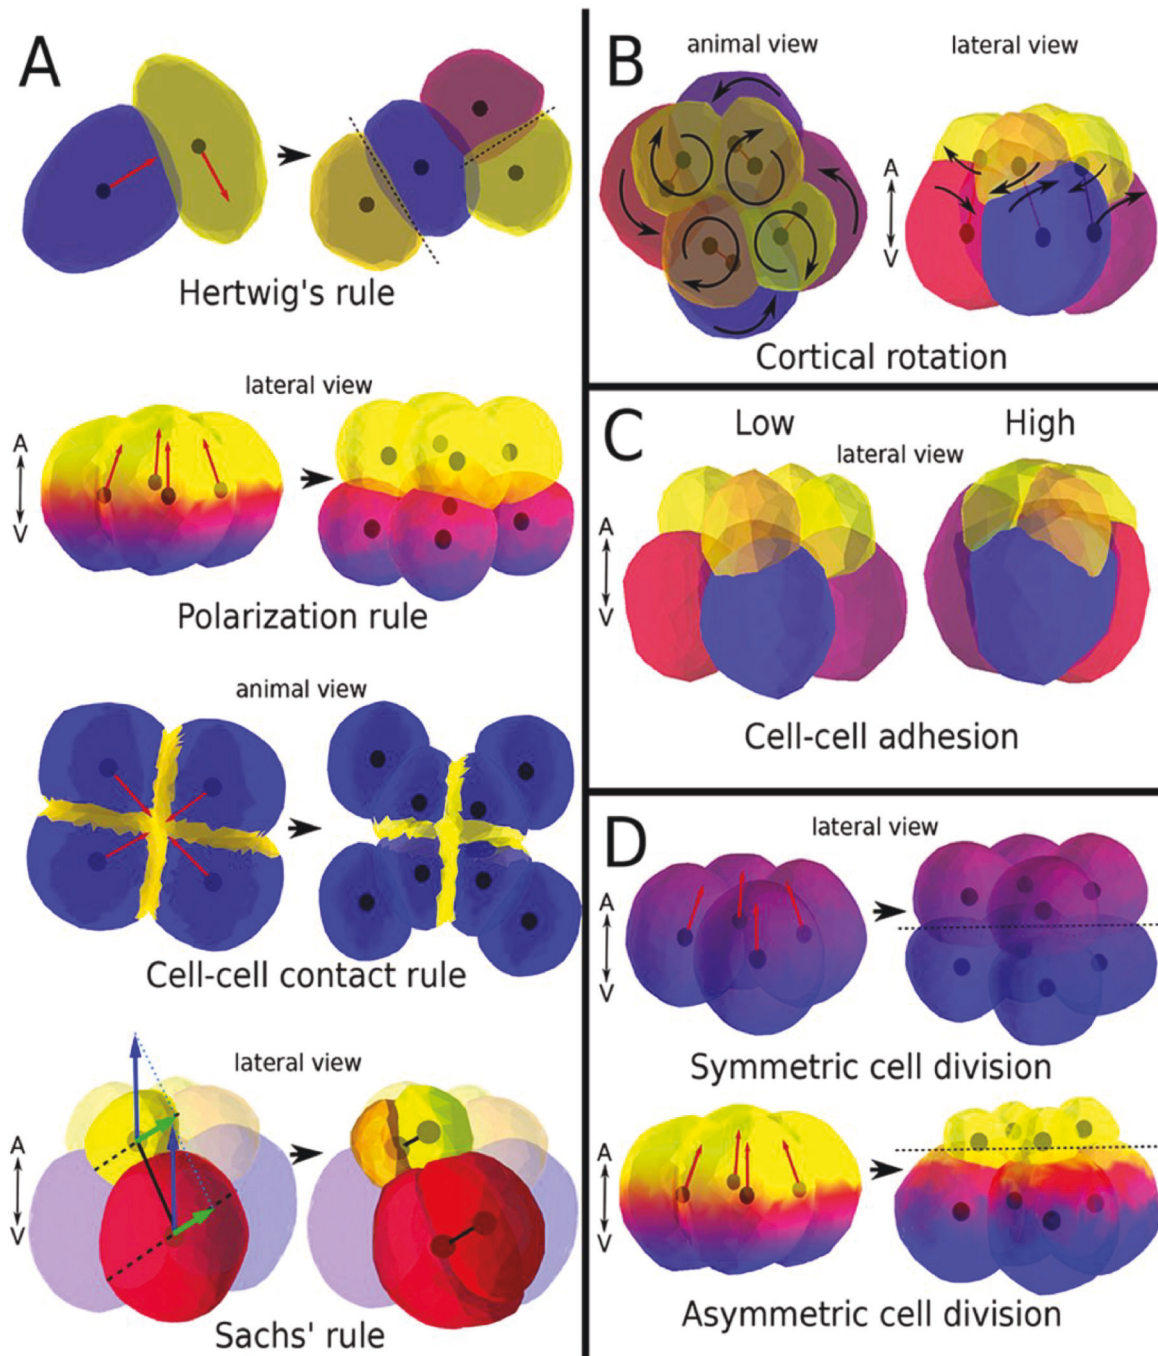 A
Hertwig's rule
lateral view
A
V
Polarization rule
animal view
Cell-cell contact rule
lateral view
A
V
Sachs' rule
B
animal view
lateral view
A
V
Cortical rotation
C
Low
High
lateral view
A
V
Cell-cell adhesion
D
lateral view
A
V
Symmetric cell division
A
V
Asymmetric cell division